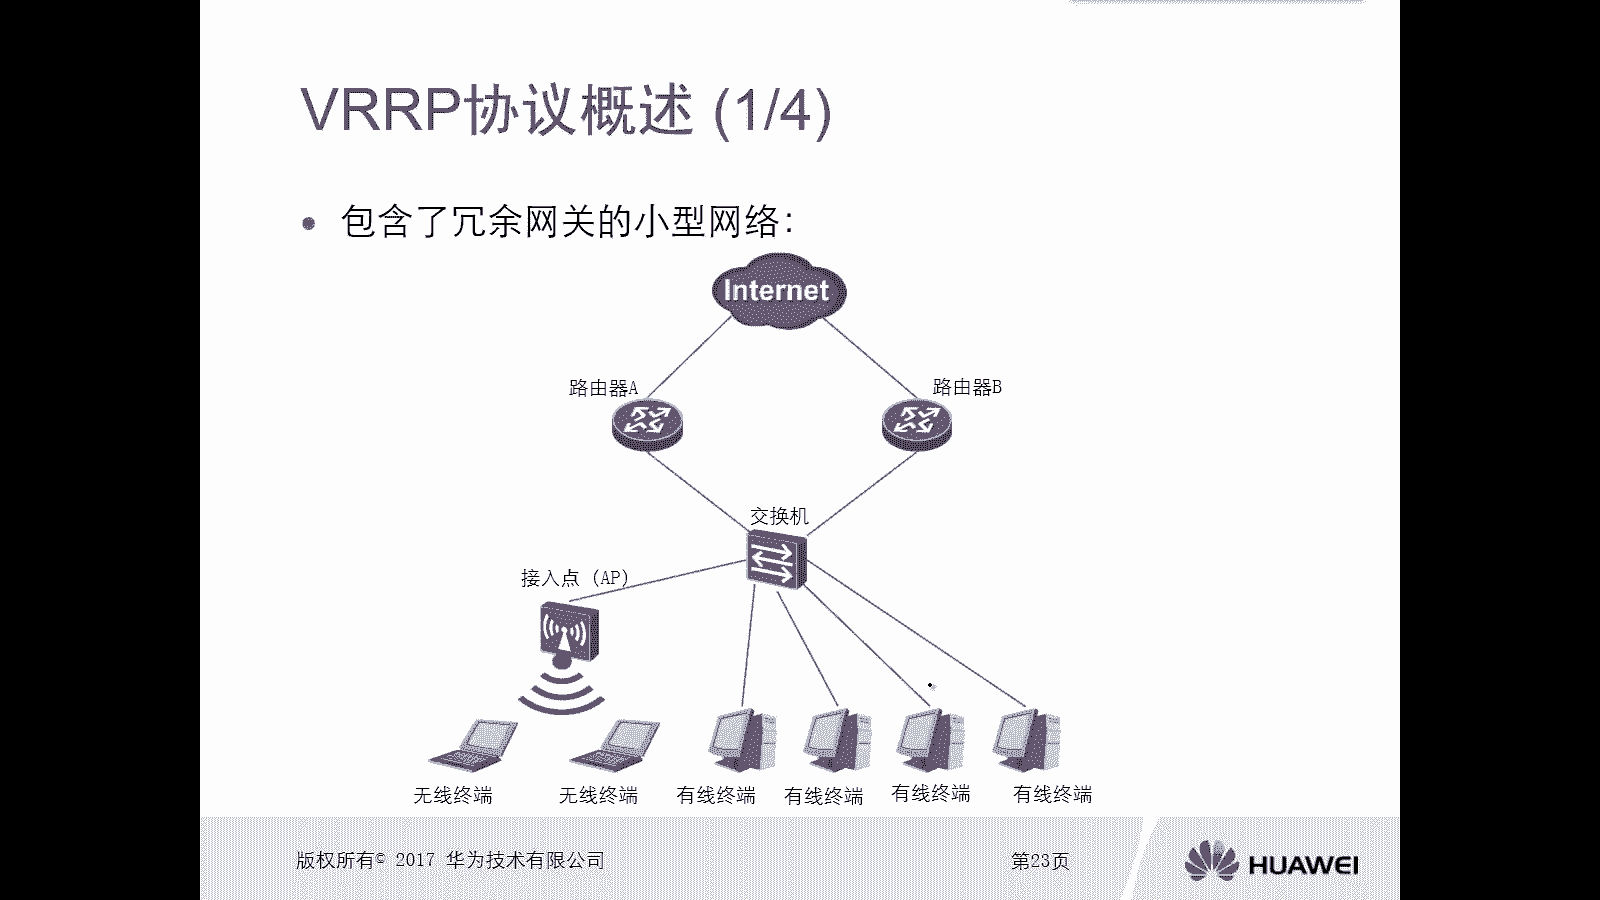 VRRP协议概述 (1/4)
包含了冗余网关的小型网络：
Internet
路由器A
路由器B
交换机
接入点（AP）
无线终端
无线终端
有线终端
有线终端
有线终端
有线终端
版权所有© 2017 华为技术有限公司
第23页
HUAWEI